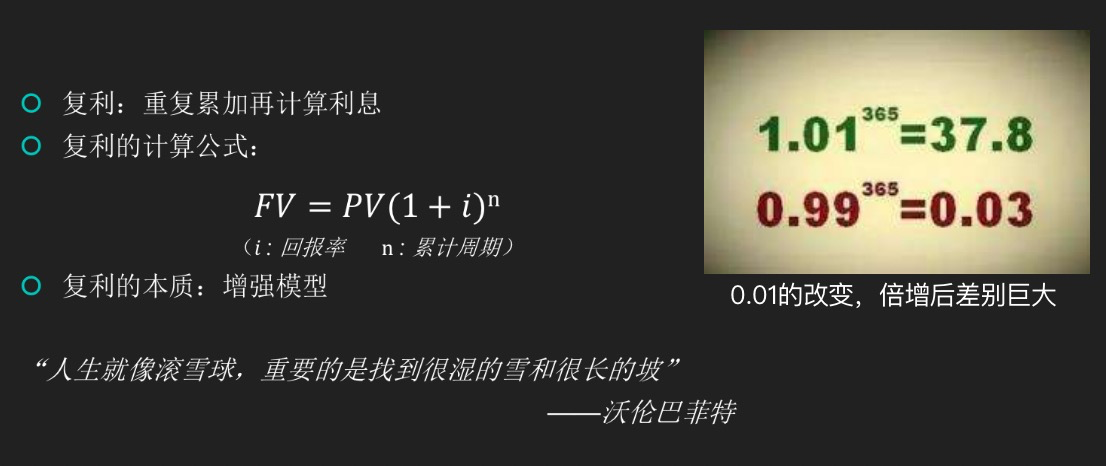 复利：重复累加再计算利息
复利的计算公式：
FV = PV(1 + i)ⁿ
（i：回报率 n：累计周期）
复利的本质：增强模型
1.01³⁶⁵=37.8
0.99³⁶⁵=0.03
0.01的改变，倍增后差别巨大
“人生就像滚雪球，重要的是找到很湿的雪和很长的坡”
——沃伦巴菲特